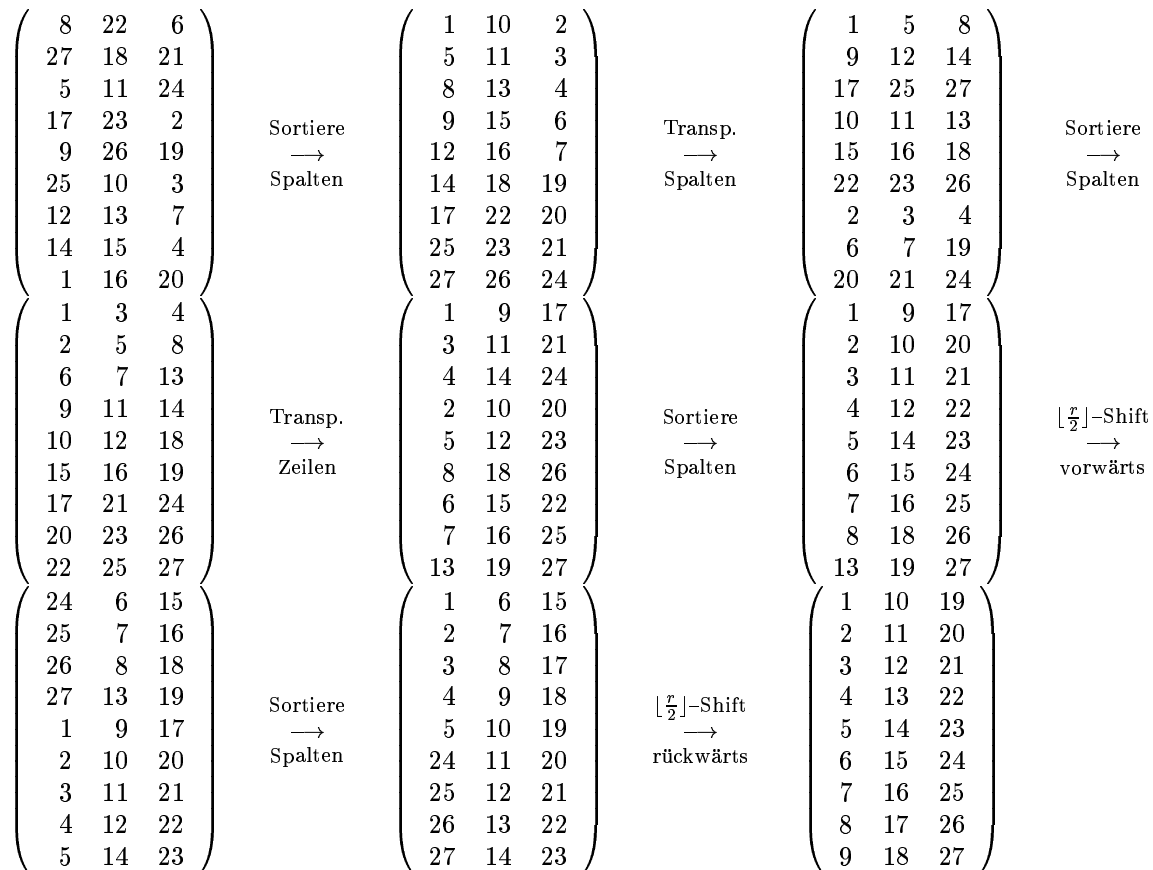 8 22 6 1 10 2 1 5 8
27 18 21 5 11 3 9 12 14
5 11 24 8 13 4 17 25 27
17 23 2 Sortiere 9 15 6 Transp. 10 11 13 Sortiere
9 26 19 ⟶ 12 16 7 ⟶ 15 16 18 ⟶
25 10 3 Spalten 14 18 19 Spalten 22 23 26 Spalten
12 13 7 17 22 20 2 3 4
14 15 4 25 23 21 6 7 19
1 16 20 27 26 24 20 21 24
1 3 4 1 9 17 1 9 17
2 5 8 3 11 21 2 10 20
6 7 13 4 14 24 3 11 21
9 11 14 Transp. 2 10 20 Sortiere 4 12 22 ⌊r/2⌋–Shift
10 12 18 ⟶ 5 12 23 ⟶ 5 14 23 ⟶
15 16 19 Zeilen 8 18 26 Spalten 6 15 24 vorwärts
17 21 24 6 15 22 7 16 25
20 23 26 7 16 25 8 18 26
22 25 27 13 19 27 13 19 27
24 6 15 1 6 15 1 10 19
25 7 16 2 7 16 2 11 20
26 8 18 3 8 17 3 12 21
27 13 19 Sortiere 4 9 18 ⌊r/2⌋–Shift 4 13 22
1 9 17 ⟶ 5 10 19 ⟶ 5 14 23
2 10 20 Spalten 24 11 20 rückwärts 6 15 24
3 11 21 25 12 21 7 16 25
4 12 22 26 13 22 8 17 26
5 14 23 27 14 23 9 18 27